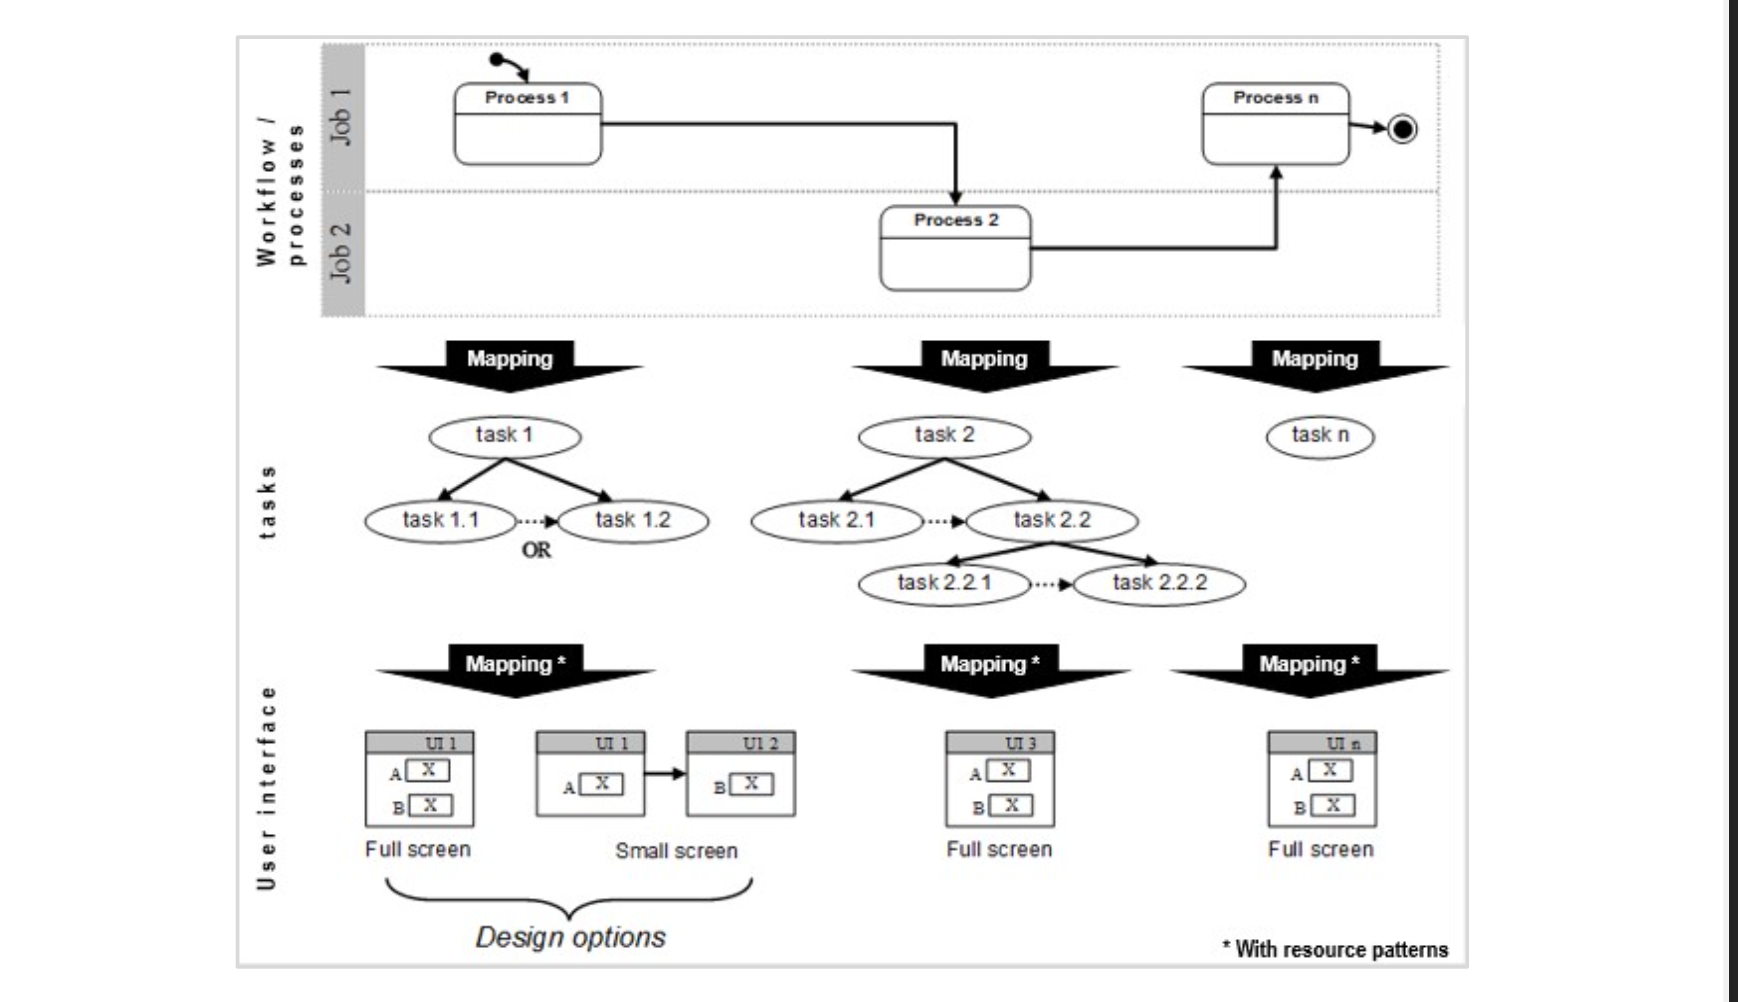 Workflow /
processes
Job 1
Process 1
Process n
Job 2
Process 2
Mapping
Mapping
Mapping
tasks
task 1
task 2
task n
task 1.1
task 1.2
OR
task 2.1
task 2.2
task 2.2.1
task 2.2.2
Mapping *
Mapping *
Mapping *
User interface
UI 1
A X
B X
Full screen
UI 1
A X
UI 2
B X
Small screen
UI 3
A X
B X
Full screen
UI n
A X
B X
Full screen
Design options
* With resource patterns